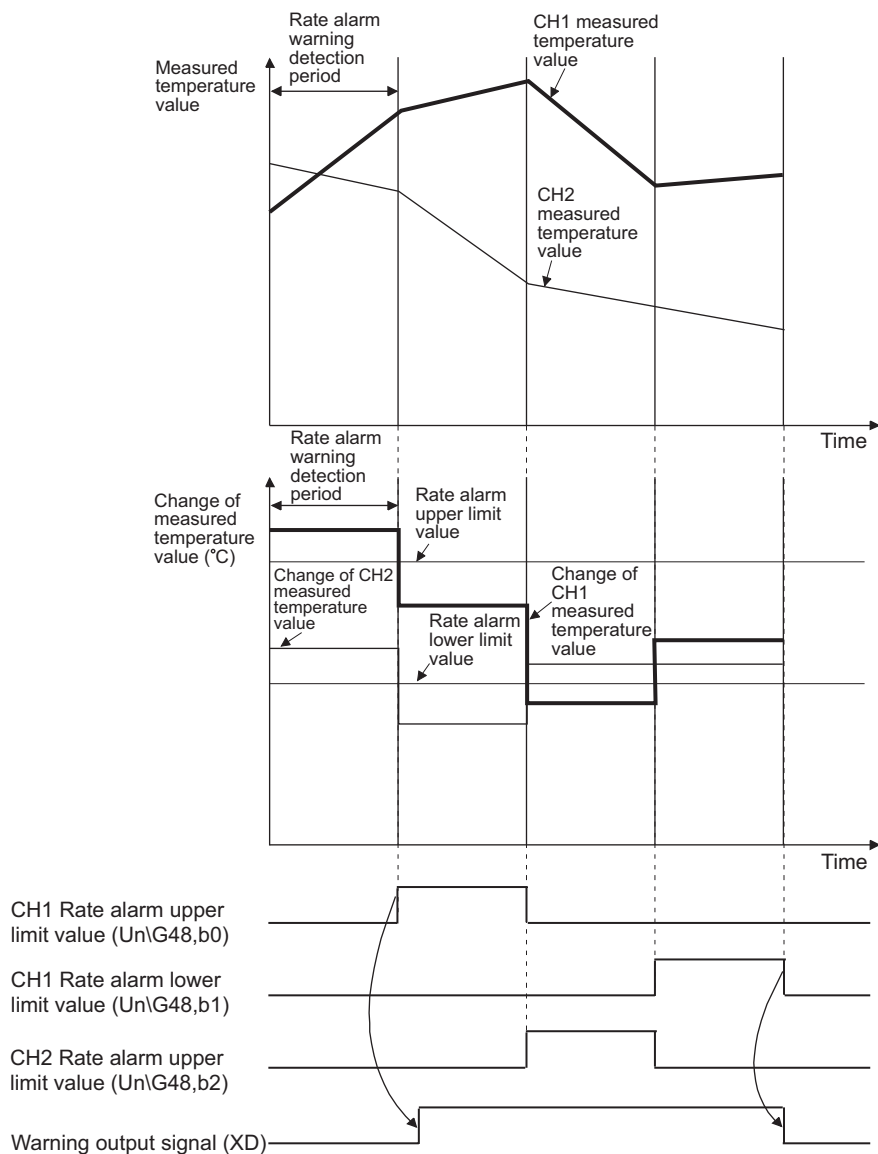 Rate alarm
warning
detection
period
CH1 measured
temperature
value
Measured
temperature
value
CH2
measured
temperature
value
Time
Rate alarm
warning
detection
period
Change of
measured
temperature
value (°C)
Rate alarm
upper limit
value
Change of CH2
measured
temperature
value
Change of
CH1
measured
temperature
value
Rate alarm
lower limit
value
Time
CH1 Rate alarm upper
limit value (Un\G48,b0)
CH1 Rate alarm lower
limit value (Un\G48,b1)
CH2 Rate alarm upper
limit value (Un\G48,b2)
Warning output signal (XD)